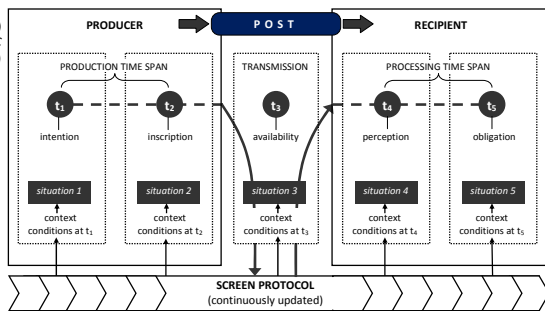 PRODUCER
POST
RECIPIENT
PRODUCTION TIME SPAN
TRANSMISSION
PROCESSING TIME SPAN
t1
t2
t3
t4
t5
intention
inscription
availability
perception
obligation
situation 1
situation 2
situation 3
situation 4
situation 5
context
conditions at t1
context
conditions at t2
context
conditions at t3
context
conditions at t4
context
conditions at t5
SCREEN PROTOCOL
(continuously updated)